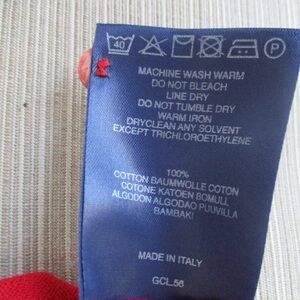 40 P
MACHINE WASH WARM
DO NOT BLEACH
LINE DRY
DO NOT TUMBLE DRY
WARM IRON
DRYCLEAN ANY SOLVENT
EXCEPT TRICHLOROETHYLENE
100%
COTTON BAUMWOLLE COTON
COTONE KATOEN BOMULL
ALGODON ALGODAO PUUVILLA
BAMBAKI
MADE IN ITALY
GCL.56